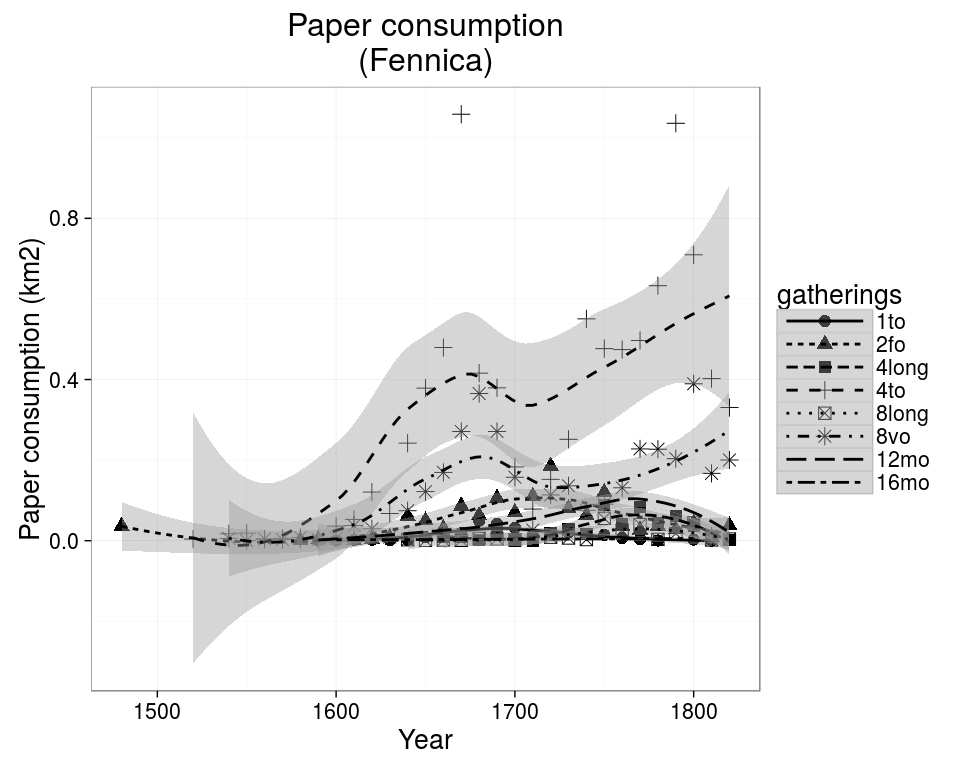 Paper consumption
(Fennica)
Paper consumption (km2)
0.8
0.4
0.0
1500
1600
1700
1800
Year
gatherings
1to
2fo
4long
4to
8long
8vo
12mo
16mo